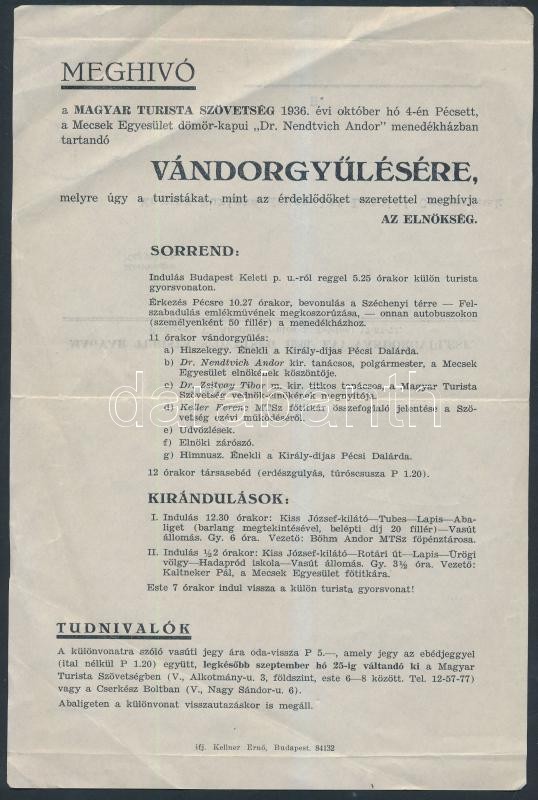 MEGHIVÓ
a MAGYAR TURISTA SZÖVETSÉG 1936. évi október hó 4-én Pécsett,
a Mecsek Egyesület dömör-kapui „Dr. Nendtvich Andor" menedékházban
tartandó
VÁNDORGYŰLÉSÉRE,
melyre úgy a turistákat, mint az érdeklődőket szeretettel meghívja
AZ ELNÖKSÉG.
SORREND:
Indulás Budapest Keleti p. u.-ról reggel 5.25 órakor külön turista
gyorsvonaton.
Érkezés Pécsre 10.27 órakor, bevonulás a Széchenyi térre — Fel-
szabadulás emlékművének megkoszorúzása, — onnan autobuszokon
(személyenként 50 fillér) a menedékházhoz.
11 órakor vándorgyűlés:
a) Hiszekegy. Énekli a Király-díjas Pécsi Dalárda.
b) Dr. Nendtvich Andor kir. tanácsos, polgármester, a Mecsek
Egyesület elnökének köszöntője.
c) Dr. Zsitvay Tibor m. kir. titkos tanácsos, a Magyar Turista
Szövetség vednök-elnökének megnyitója.
d) Keller Ferenc MTSz főtitkár összefoglaló jelentése a Szö-
vetség ezévi működéséről.
e) Üdvözlések.
f) Elnöki zárószó.
g) Himnusz. Énekli a Király-díjas Pécsi Dalárda.
12 órakor társasebéd (erdészgulyás, túróscsusza P 1.20).
KIRÁNDULÁSOK:
I. Indulás 12.30 órakor: Kiss József-kilátó—Tubes—Lapis—Aba-
liget (barlang megtekintésével, belépti díj 20 fillér)—Vasút
állomás. Gy. 6 óra. Vezető: Böhm Andor MTSz főpénztárosa.
II. Indulás ½2 órakor: Kiss József-kilátó—Rotári út—Lapis—Ürögi
völgy—Hadapród iskola—Vasút állomás. Gy. 3½ óra. Vezető:
Kaltneker Pál, a Mecsek Egyesület főtitkára.
Este 7 órakor indul vissza a külön turista gyorsvonat!
TUDNIVALÓK
A különvonatra szóló vasúti jegy ára oda-vissza P 5.—, amely jegy az ebédjeggyel
(ital nélkül P 1.20) együtt, legkésőbb szeptember hó 25-ig váltandó ki a Magyar
Turista Szövetségben (V., Alkotmány-u. 3, földszint, este 6—8 között. Tel. 12-57-77)
vagy a Cserkész Boltban (V., Nagy Sándor-u. 6).
Abaligeten a különvonat visszautazáskor is megáll.
ifj. Kellner Ernő, Budapest. 84132
darabanth